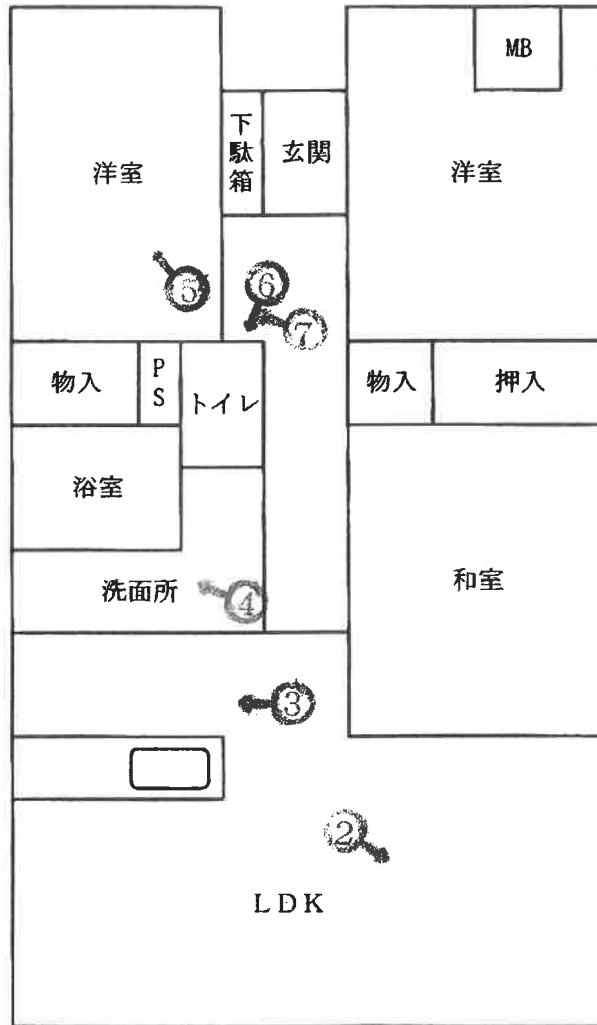 MB
下駄箱
玄関
洋室
洋室
⑤
⑥
⑦
物入
PS
トイレ
物入
押入
浴室
洗面所
④
和室
③
②
LDK